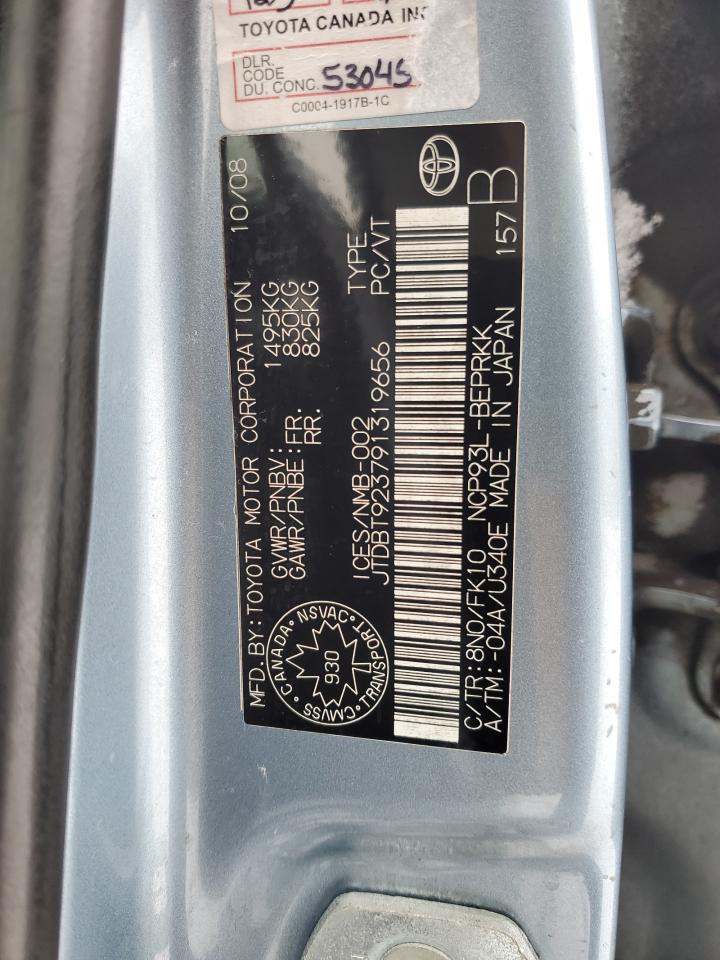 TOYOTA CANADA INC
DLR.
CODE
DU. CONC. 53045
C0004-1917B-1C
MFD. BY: TOYOTA MOTOR CORPORATION 10/08
GVWR/PNBV: 1495KG
GAWR/PNBE: FR. 830KG
RR. 825KG
CANADA · NSVAC · TRANSPORT · CMVSS
930
ICES/NMB-002 TYPE
JTDBT923791319656 PC/VT
C/TR: 8N0/FK10 NCP93L-BEPRKK
A/TM: -04A/U340E MADE IN JAPAN 157 B